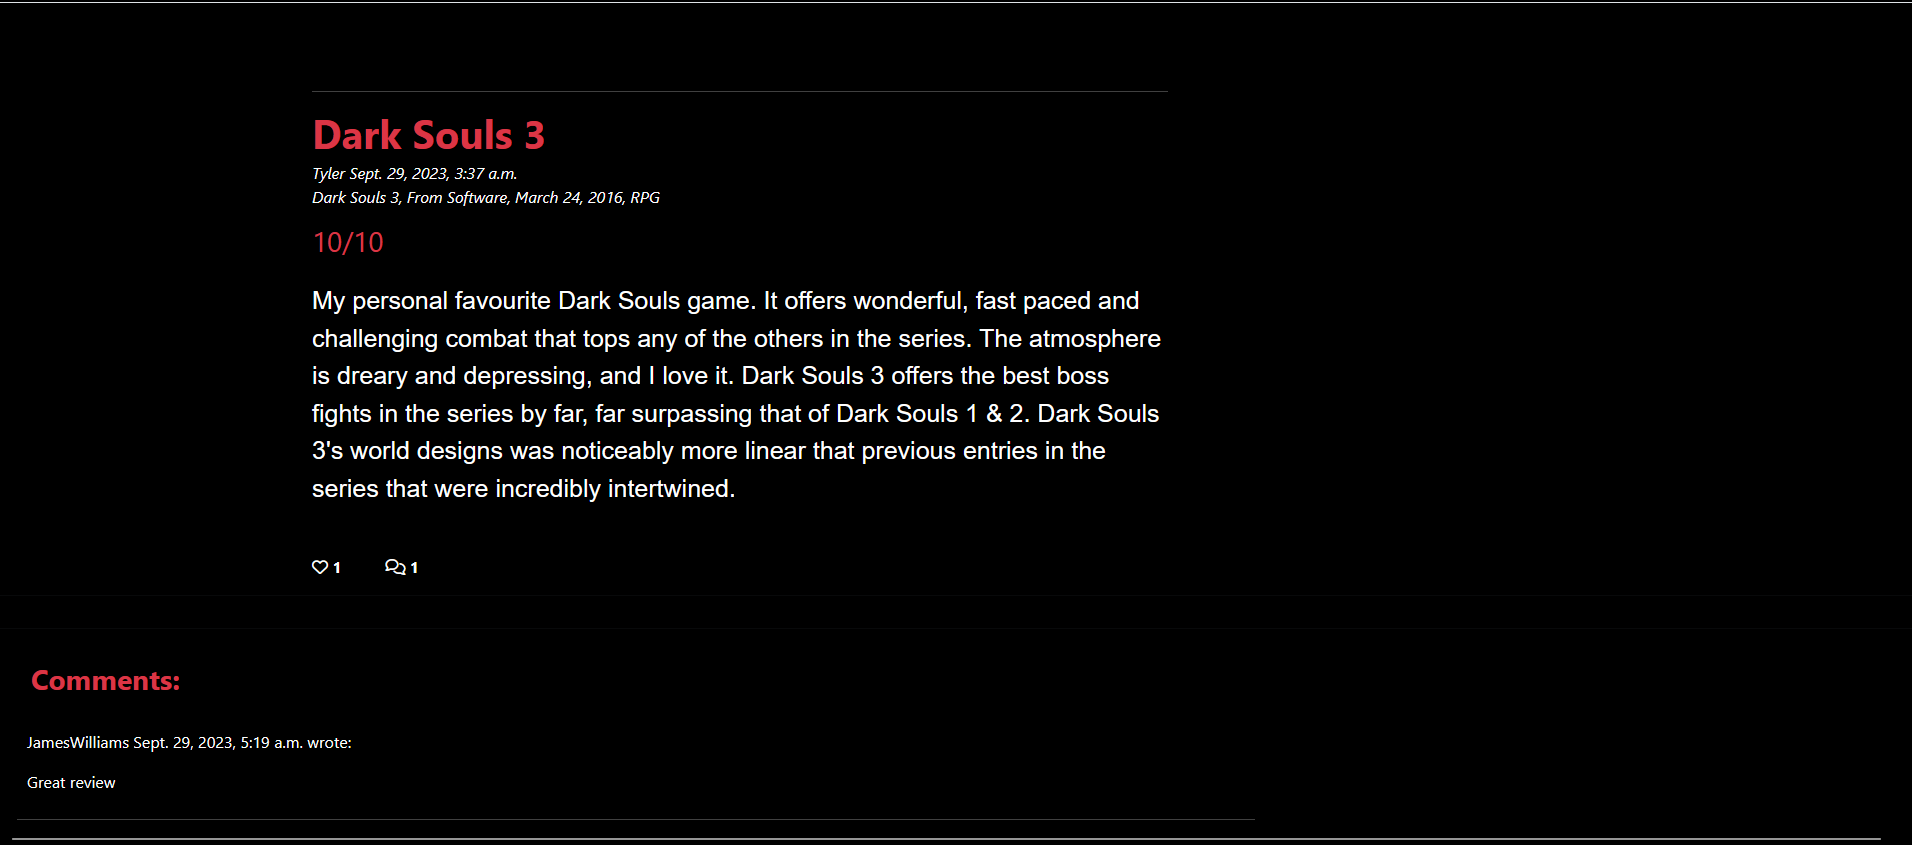 Dark Souls 3
Tyler Sept. 29, 2023, 3:37 a.m.
Dark Souls 3, From Software, March 24, 2016, RPG
10/10
My personal favourite Dark Souls game. It offers wonderful, fast paced and
challenging combat that tops any of the others in the series. The atmosphere
is dreary and depressing, and I love it. Dark Souls 3 offers the best boss
fights in the series by far, far surpassing that of Dark Souls 1 & 2. Dark Souls
3's world designs was noticeably more linear that previous entries in the
series that were incredibly intertwined.
1 1
Comments:
JamesWilliams Sept. 29, 2023, 5:19 a.m. wrote:
Great review